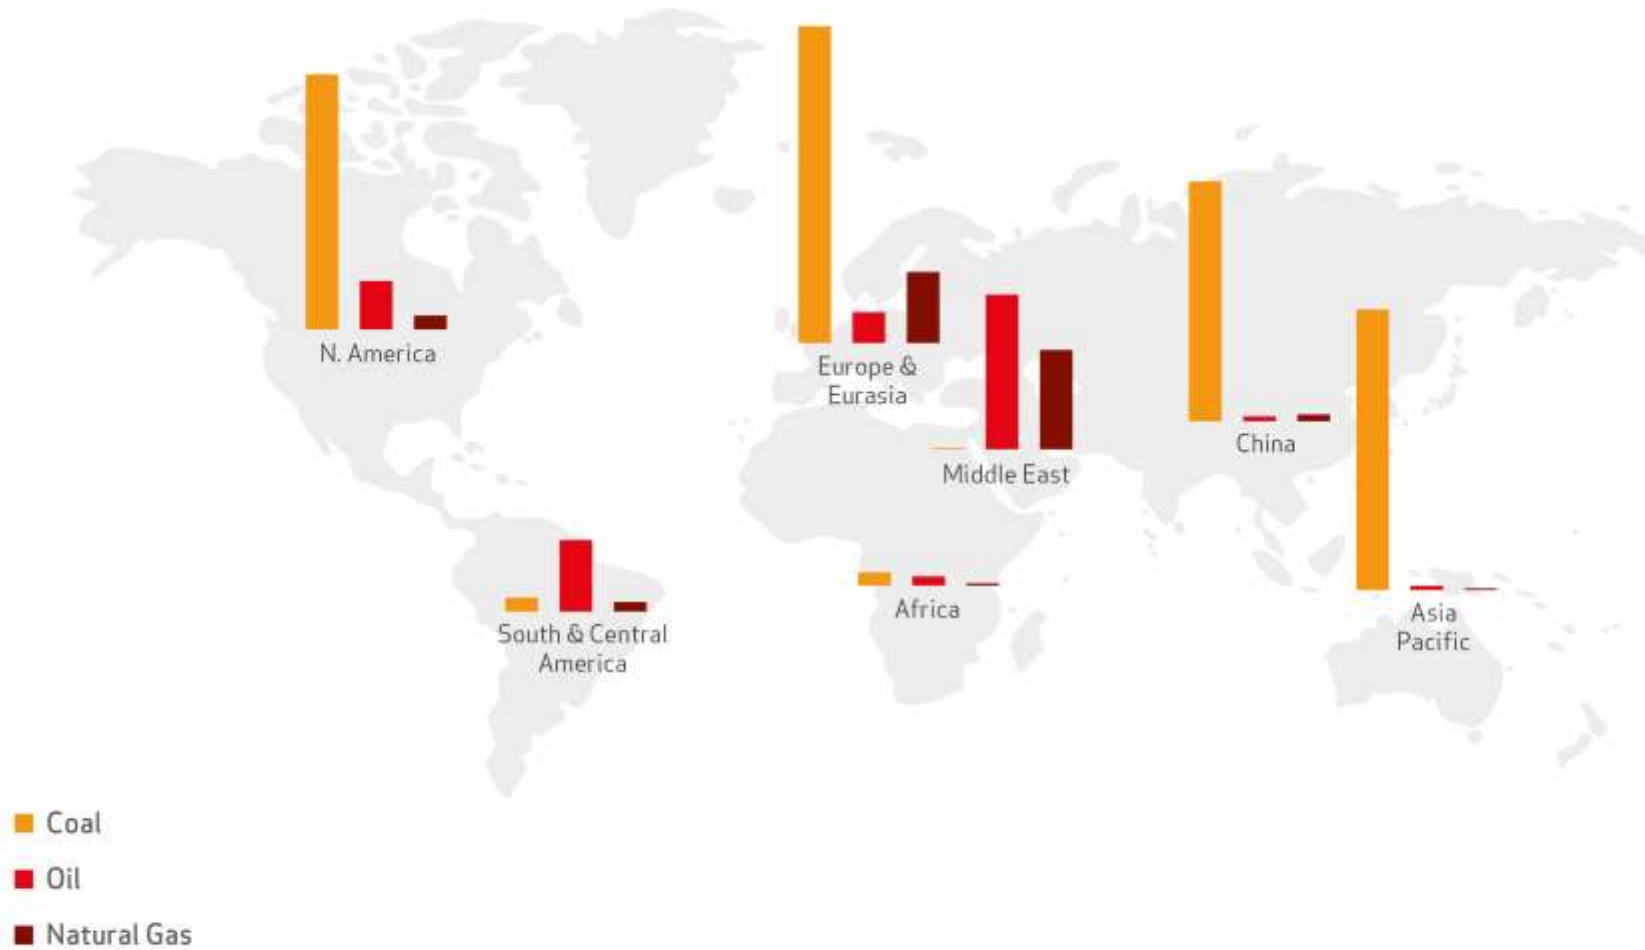 N. America
Europe &
Eurasia
China
Middle East
South & Central
America
Africa
Asia
Pacific
Coal
Oil
Natural Gas